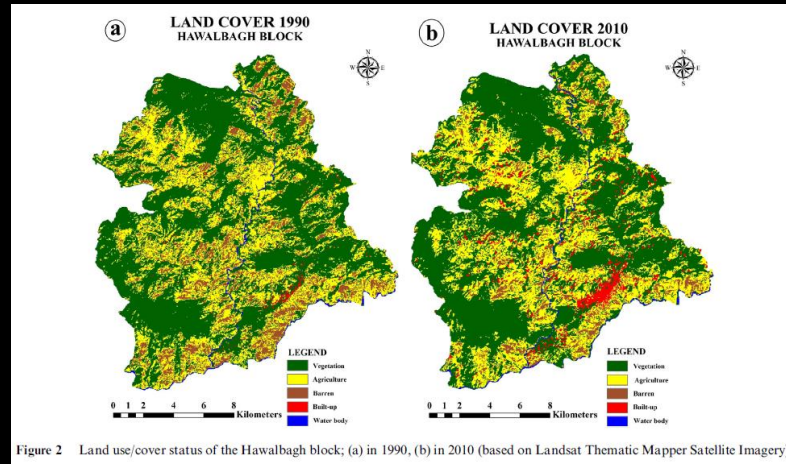 a
LAND COVER 1990
HAWALBAGH BLOCK
N
W E
S
LEGEND
Vegetation
Agriculture
Barren
Built-up
Water body
0 1 2 4 6 8
Kilometers
b
LAND COVER 2010
HAWALBAGH BLOCK
N
W E
S
LEGEND
Vegetation
Agriculture
Barren
Built-up
Water body
0 1 2 4 6 8
Kilometers
Figure 2 Land use/cover status of the Hawalbagh block; (a) in 1990, (b) in 2010 (based on Landsat Thematic Mapper Satellite Imagery)